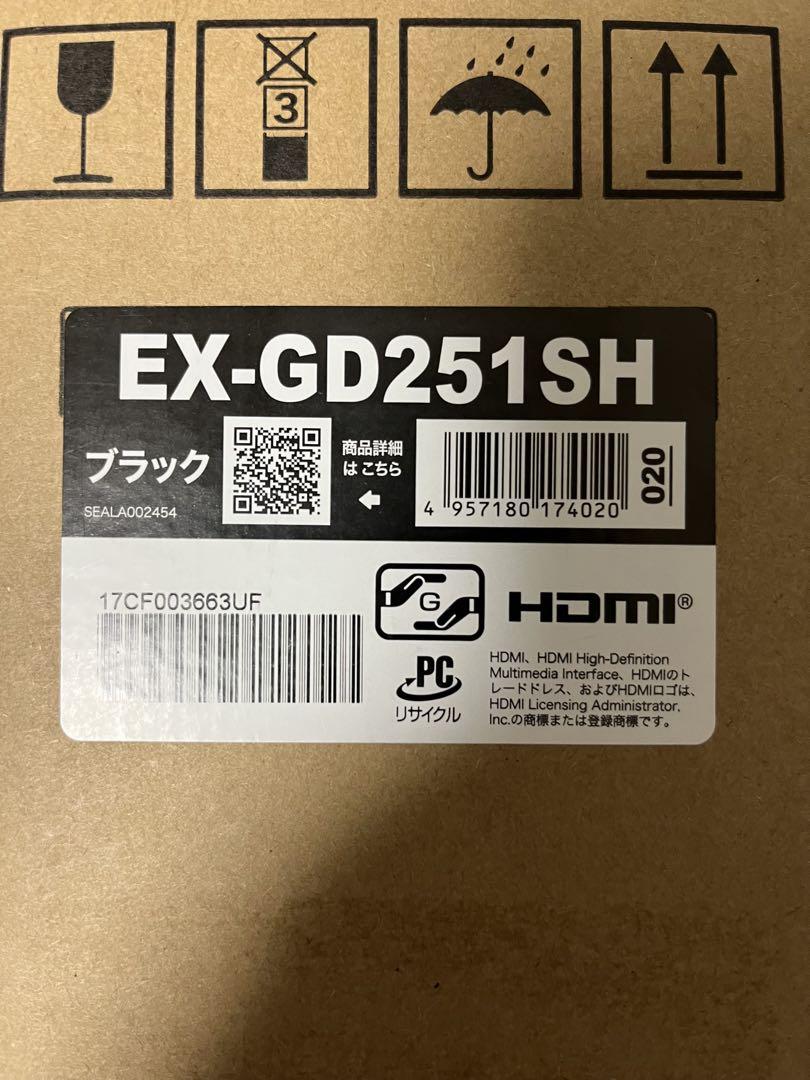 3
EX-GD251SH
ブラック
SEALA002454
商品詳細
は こちら
4 957180 174020
020
17CF003663UF
G
HDMI®
PC
リサイクル
HDMI、HDMI High-Definition
Multimedia Interface、HDMIのト
レードドレス、およびHDMIロゴは、
HDMI Licensing Administrator,
Inc.の商標または登録商標です。